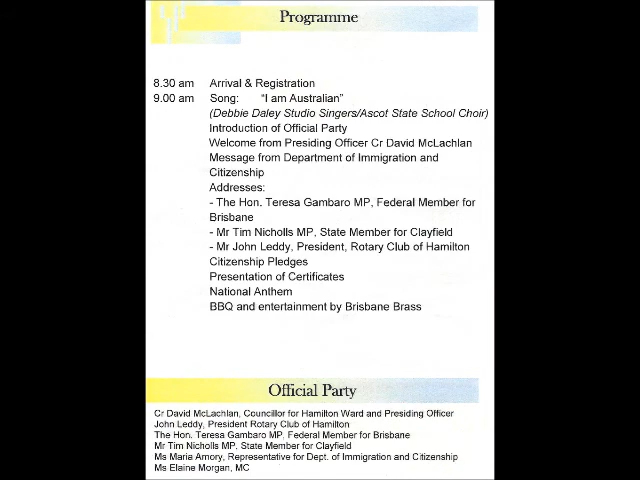 Programme
8.30 am Arrival & Registration
9.00 am Song: "I am Australian"
(Debbie Daley Studio Singers/Ascot State School Choir)
Introduction of Official Party
Welcome from Presiding Officer Cr David McLachlan
Message from Department of Immigration and
Citizenship
Addresses:
- The Hon. Teresa Gambaro MP, Federal Member for
Brisbane
- Mr Tim Nicholls MP, State Member for Clayfield
- Mr John Leddy, President, Rotary Club of Hamilton
Citizenship Pledges
Presentation of Certificates
National Anthem
BBQ and entertainment by Brisbane Brass
Official Party
Cr David McLachlan, Councillor for Hamilton Ward and Presiding Officer
John Leddy, President Rotary Club of Hamilton
The Hon. Teresa Gambaro MP, Federal Member for Brisbane
Mr Tim Nicholls MP, State Member for Clayfield
Ms Maria Amory, Representative for Dept. of Immigration and Citizenship
Ms Elaine Morgan, MC